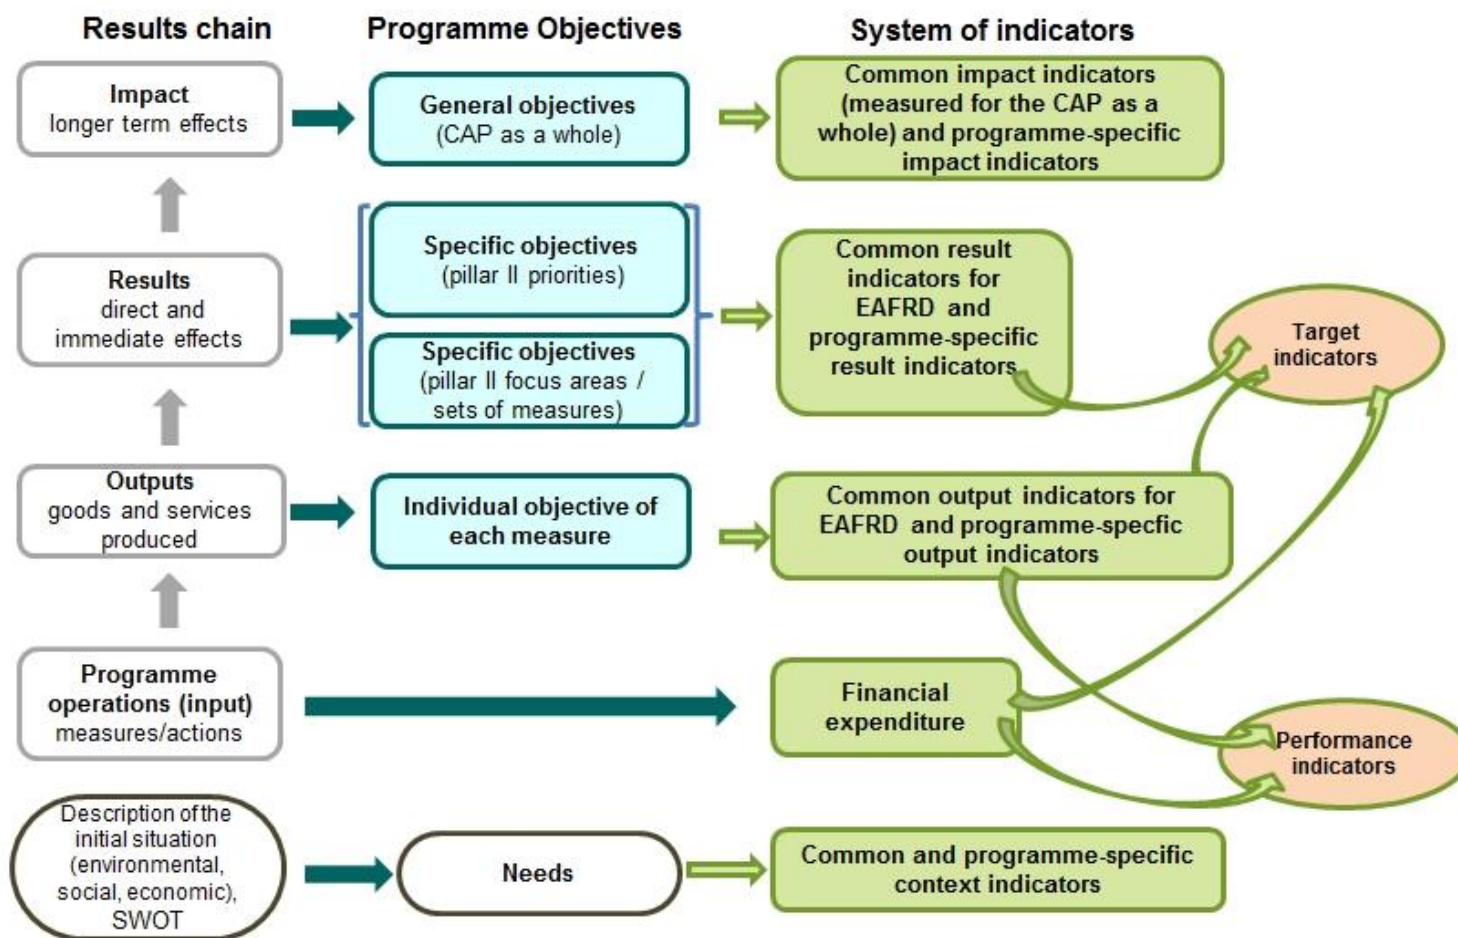 Results chain
Programme Objectives
System of indicators
Impact
longer term effects
General objectives
(CAP as a whole)
Common impact indicators
(measured for the CAP as a
whole) and programme-specific
impact indicators
Results
direct and
immediate effects
Specific objectives
(pillar II priorities)
Specific objectives
(pillar II focus areas /
sets of measures)
Common result
indicators for
EAFRD and
programme-specific
result indicators
Target
indicators
Outputs
goods and services
produced
Individual objective of
each measure
Common output indicators for
EAFRD and programme-specfic
output indicators
Programme
operations (input)
measures/actions
Financial
expenditure
Performance
indicators
Description of the
initial situation
(environmental,
social, economic),
SWOT
Needs
Common and programme-specific
context indicators